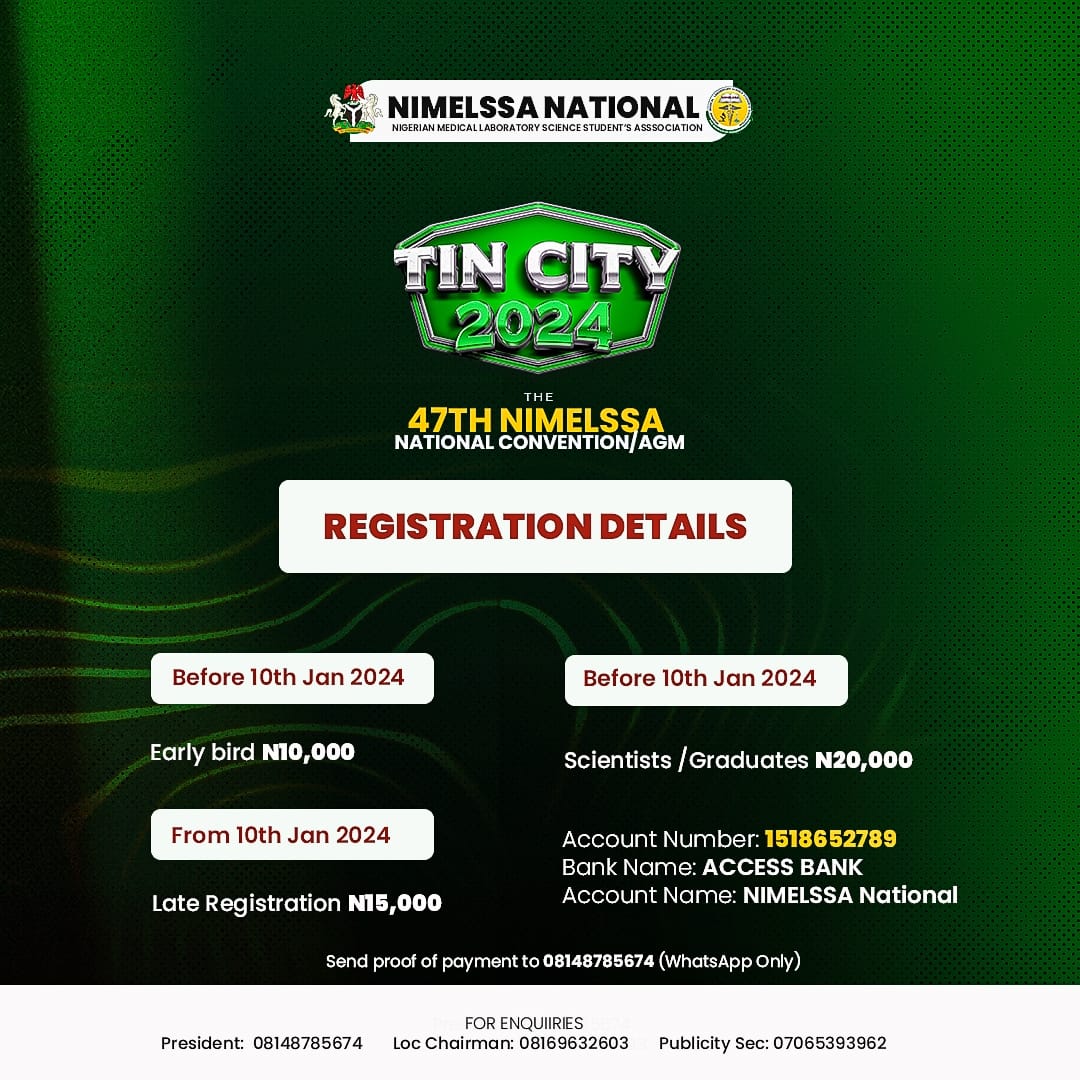 NIMELSSA NATIONAL
NIGERIAN MEDICAL LABORATORY SCIENCE STUDENT'S ASSSOCIATION
TIN CITY
2024
THE
47TH NIMELSSA
NATIONAL CONVENTION/AGM
REGISTRATION DETAILS
Before 10th Jan 2024
Early bird N10,000
From 10th Jan 2024
Late Registration N15,000
Before 10th Jan 2024
Scientists /Graduates N20,000
Account Number: 1518652789
Bank Name: ACCESS BANK
Account Name: NIMELSSA National
Send proof of payment to 08148785674 (WhatsApp Only)
FOR ENQUIIRIES
President: 08148785674 Loc Chairman: 08169632603 Publicity Sec: 07065393962